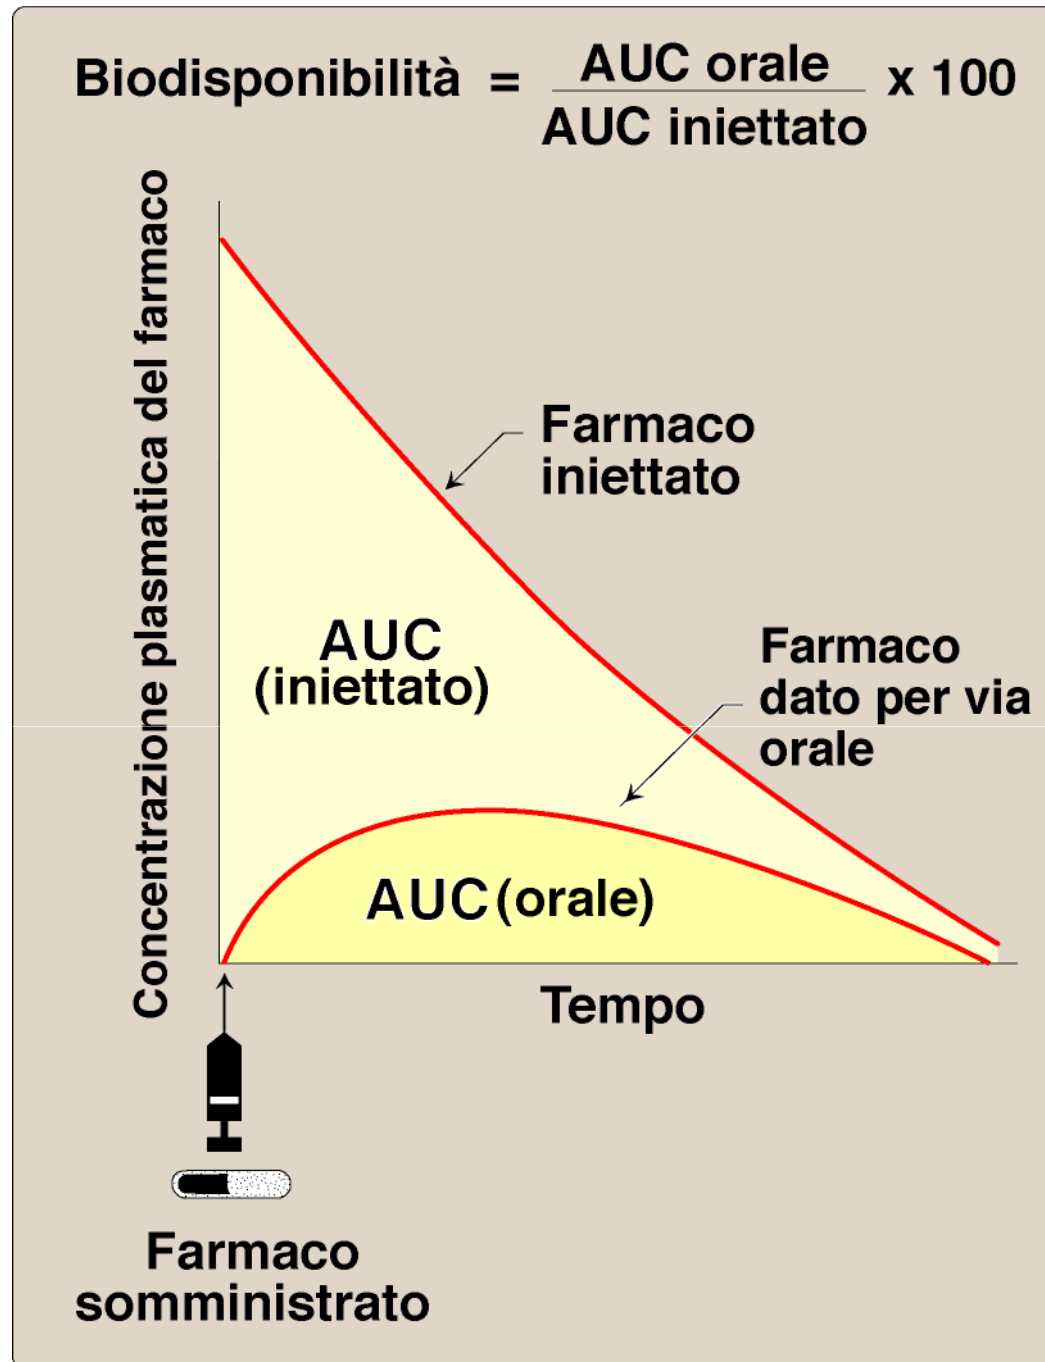 Biodisponibilità = AUC orale / AUC iniettato x 100
Concentrazione plasmatica del farmaco
Farmaco
iniettato
AUC
(iniettato)
Farmaco
dato per via
orale
AUC (orale)
Tempo
Farmaco
somministrato